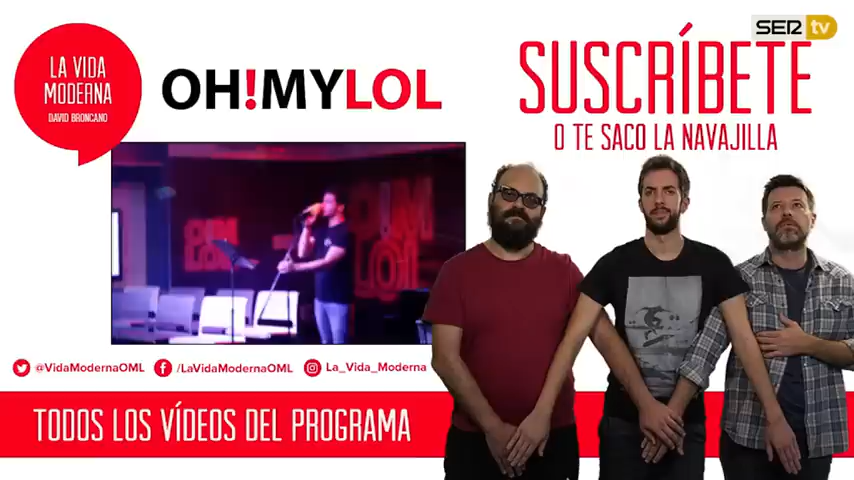 LA VIDA
MODERNA
DAVID BRONCANO
OH!MYLOL
SER tv
SUSCRÍBETE
O TE SACO LA NAVAJILLA
@VidaModernaOML
/LaVidaModernaOML
La_Vida_Moderna
TODOS LOS VÍDEOS DEL PROGRAMA